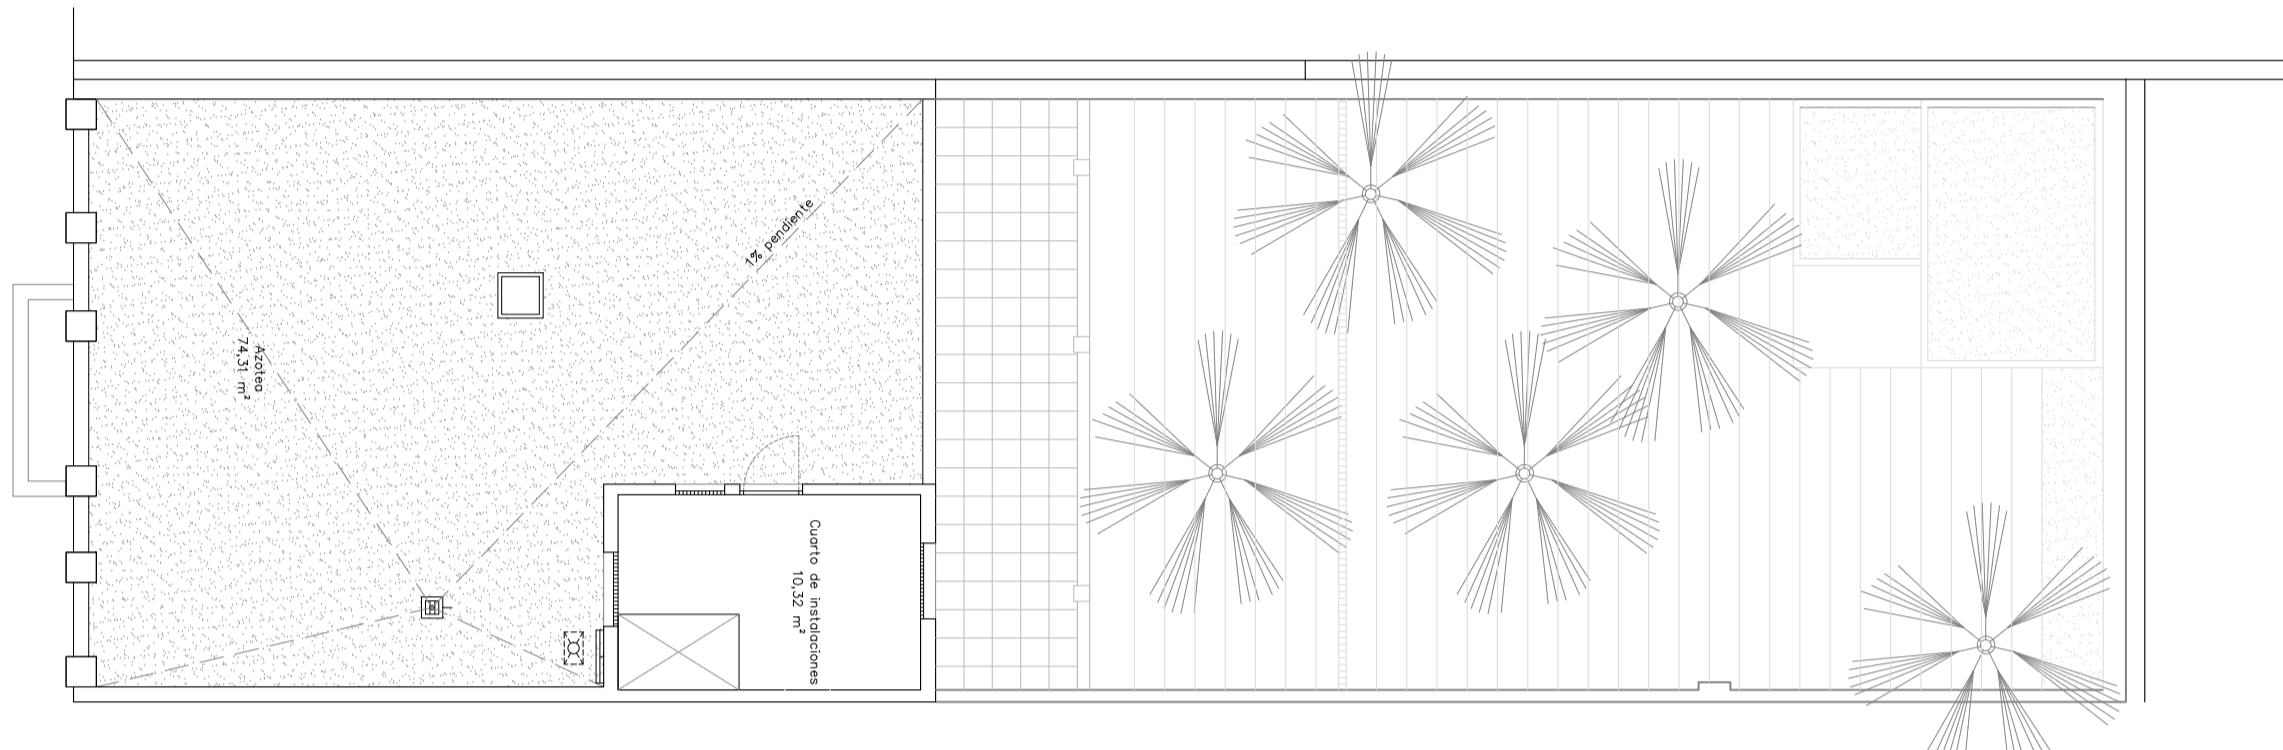 Azotea
74,31 m²
1% pendiente
Cuarto de instalaciones
10,32 m²